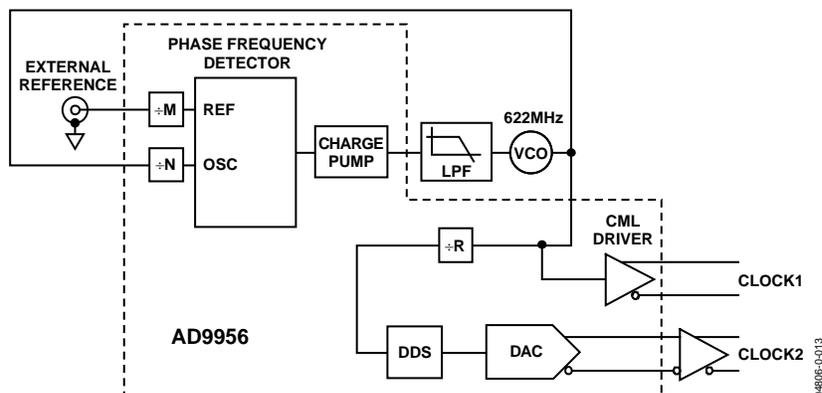 PHASE FREQUENCY
DETECTOR
EXTERNAL
REFERENCE
÷M
REF
÷N
OSC
CHARGE
PUMP
LPF
622MHz
VCO
÷R
CML
DRIVER
CLOCK1
AD9956
DDS
DAC
CLOCK2
04806-0-013